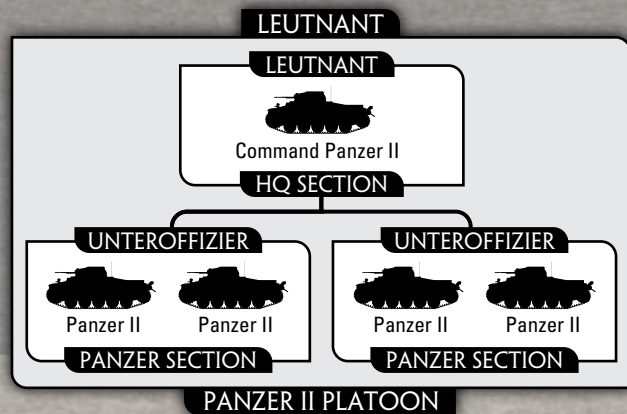 LEUTNANT
LEUTNANT
Command Panzer II
HQ SECTION
UNTEROFFIZIER UNTEROFFIZIER
Panzer II Panzer II Panzer II Panzer II
PANZER SECTION PANZER SECTION
PANZER II PLATOON